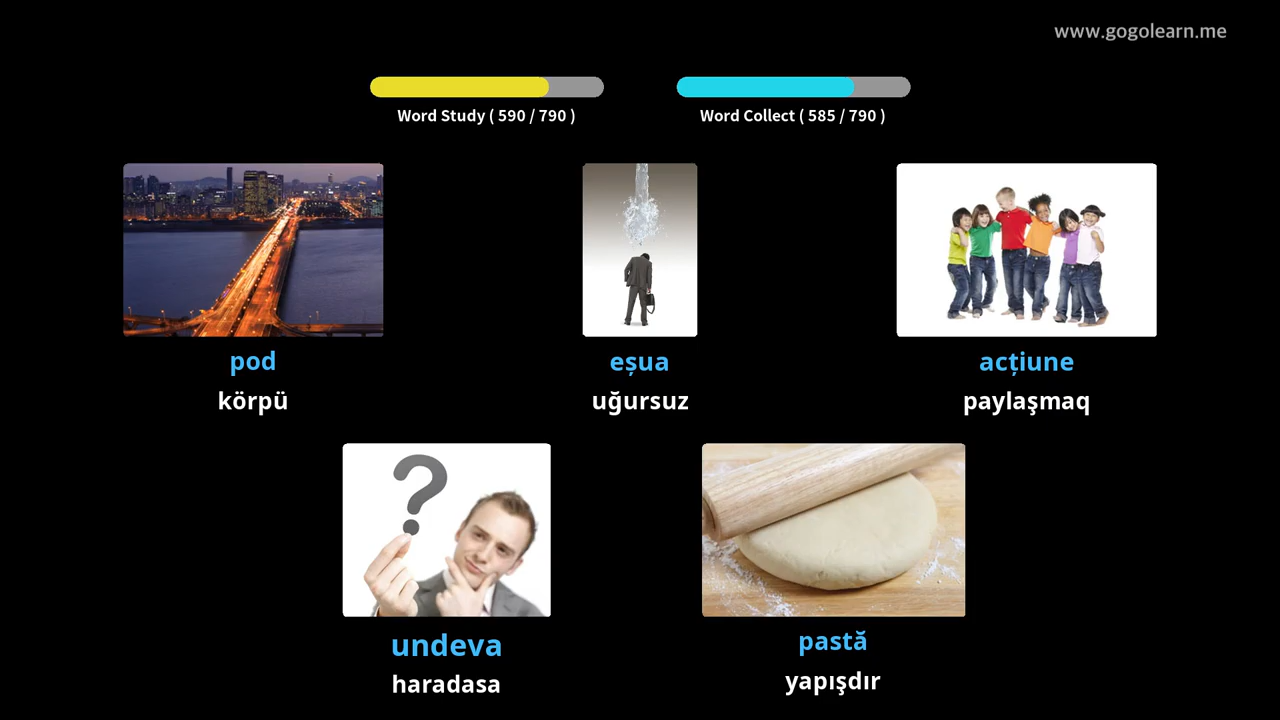 www.gogolearn.me
Word Study ( 590 / 790 )
Word Collect ( 585 / 790 )
pod
körpü
eșua
uğursuz
acțiune
paylaşmaq
undeva
haradasa
pastă
yapışdır